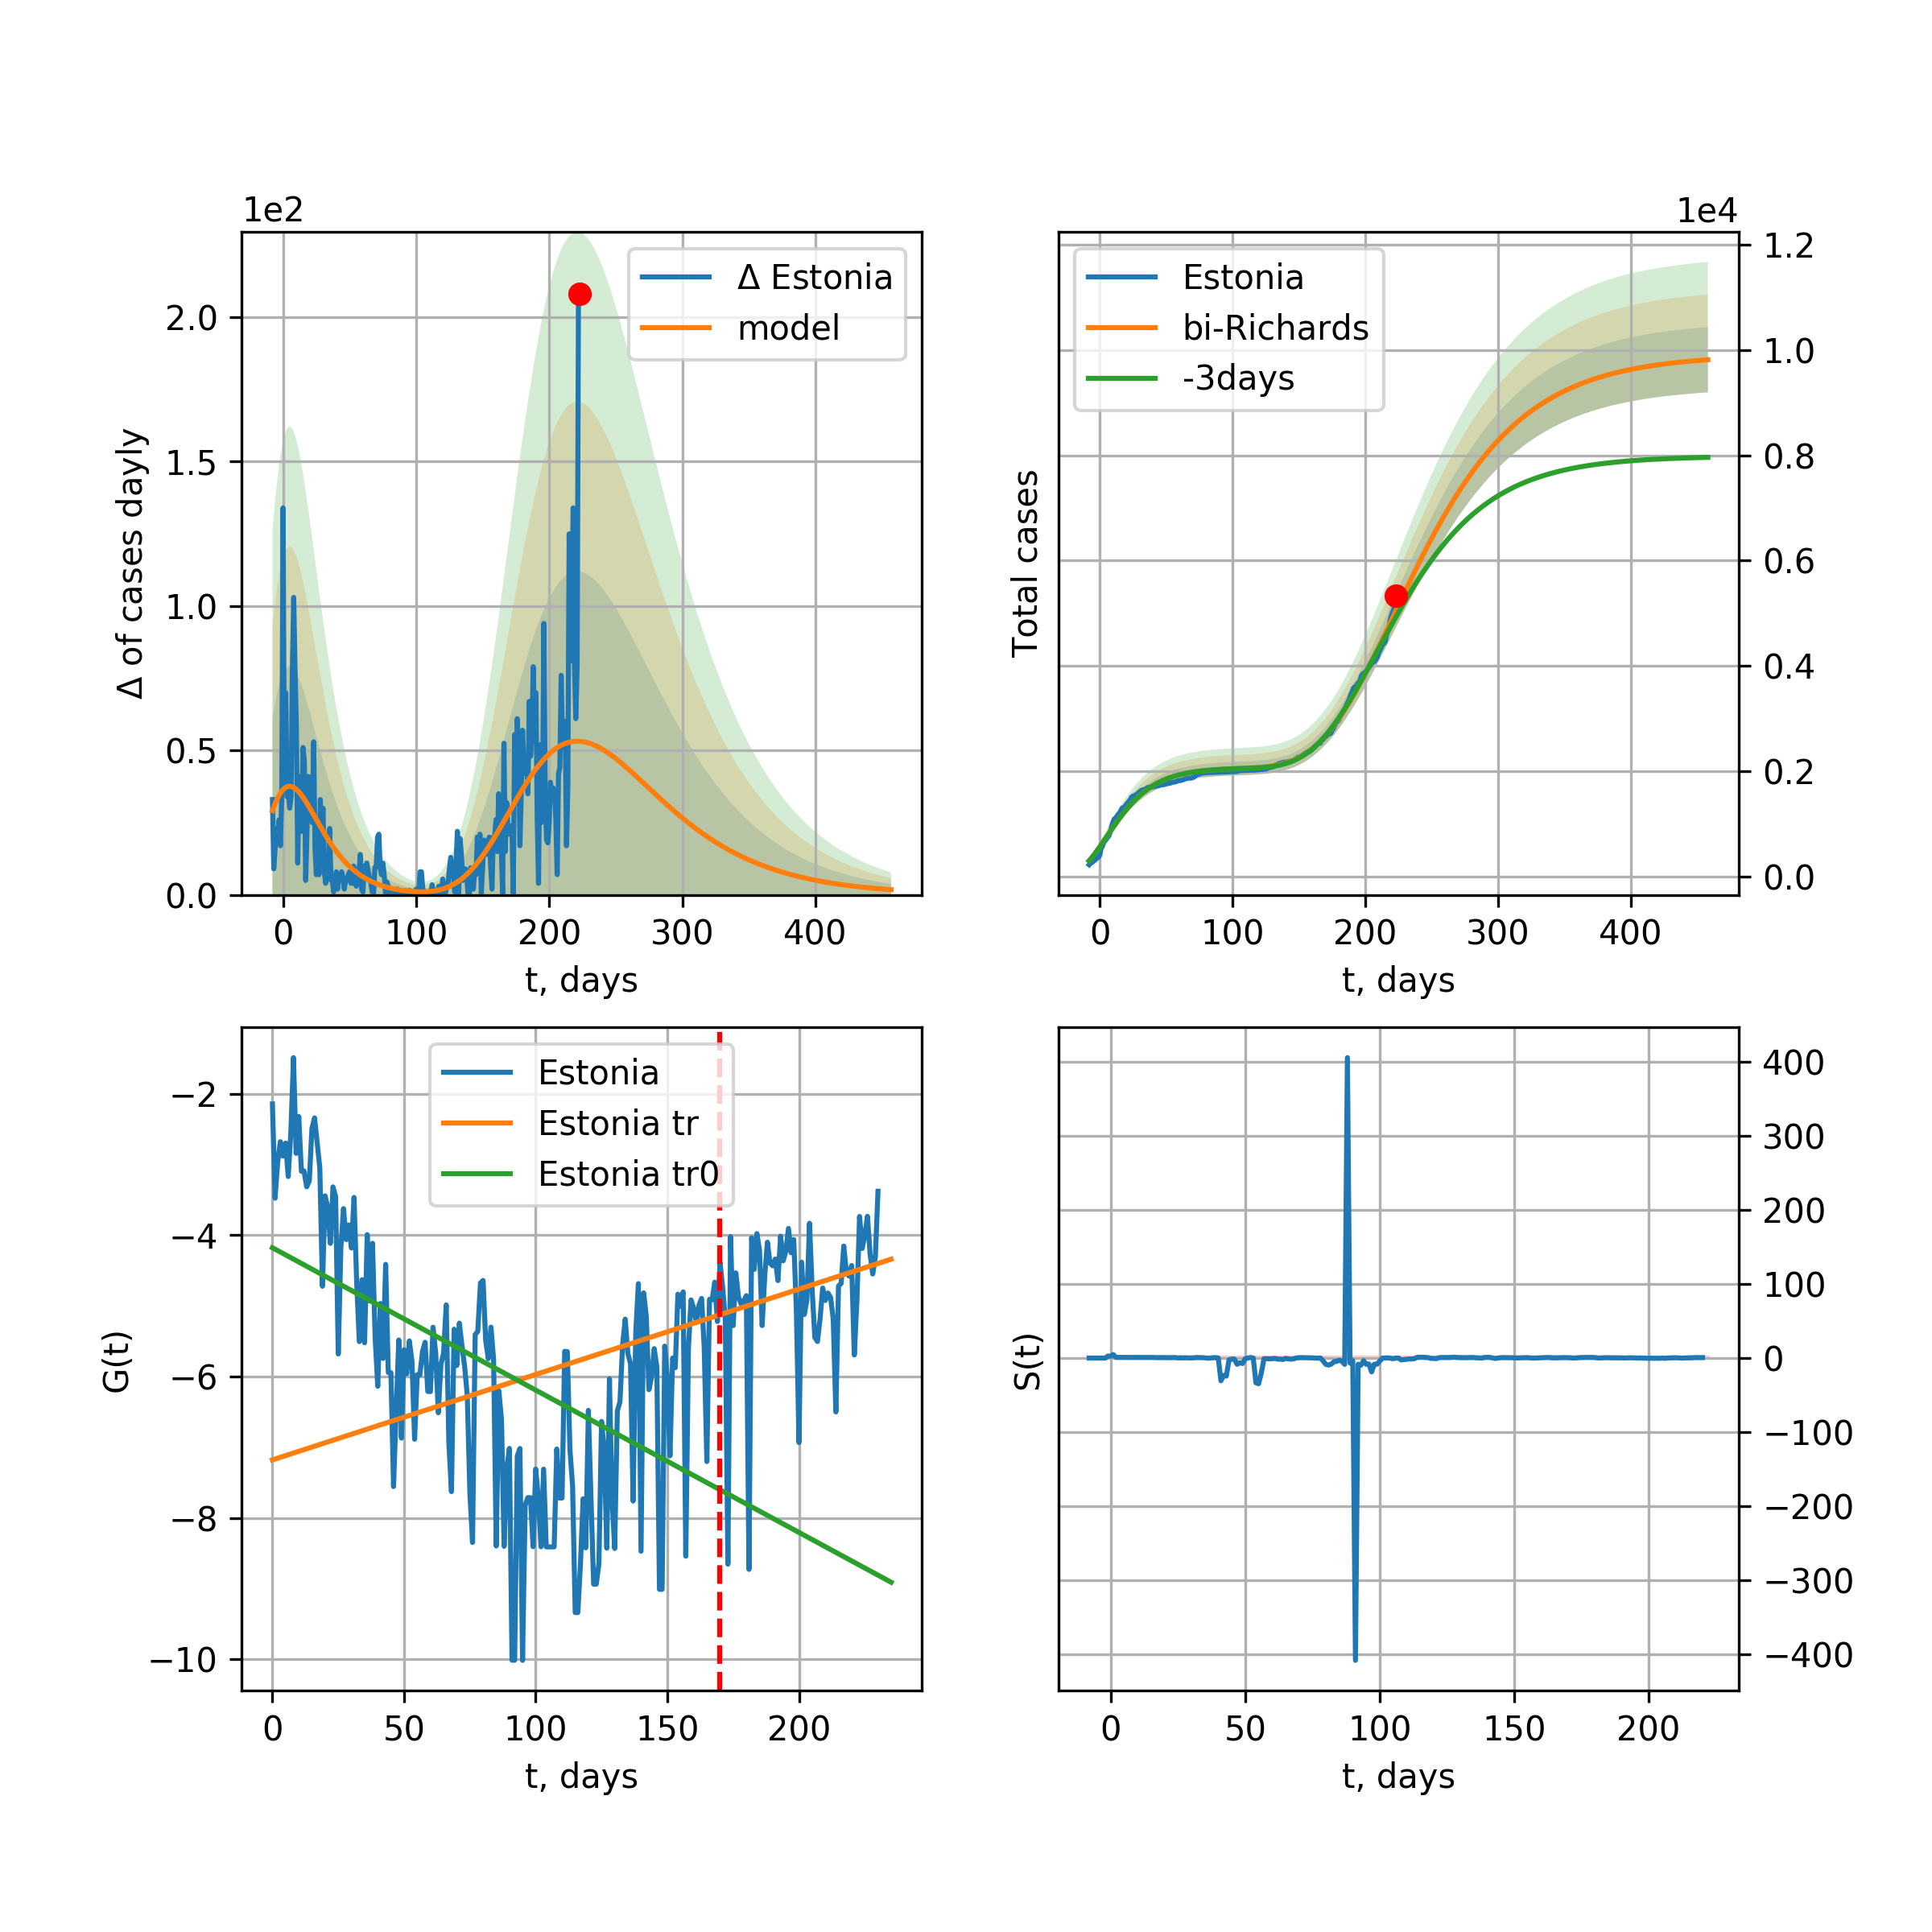 1e2
Δ Estonia
model
2.0
1.5
1.0
0.5
0.0
Δ of cases dayly
0 100 200 300 400
t, days
1e4
Estonia
bi-Richards
-3days
1.2
1.0
0.8
0.6
0.4
0.2
0.0
Total cases
0 100 200 300 400
t, days
Estonia
Estonia tr
Estonia tr0
−2
−4
−6
−8
−10
G(t)
0 50 100 150 200
t, days
400
300
200
100
0
−100
−200
−300
−400
S(t)
0 50 100 150 200
t, days